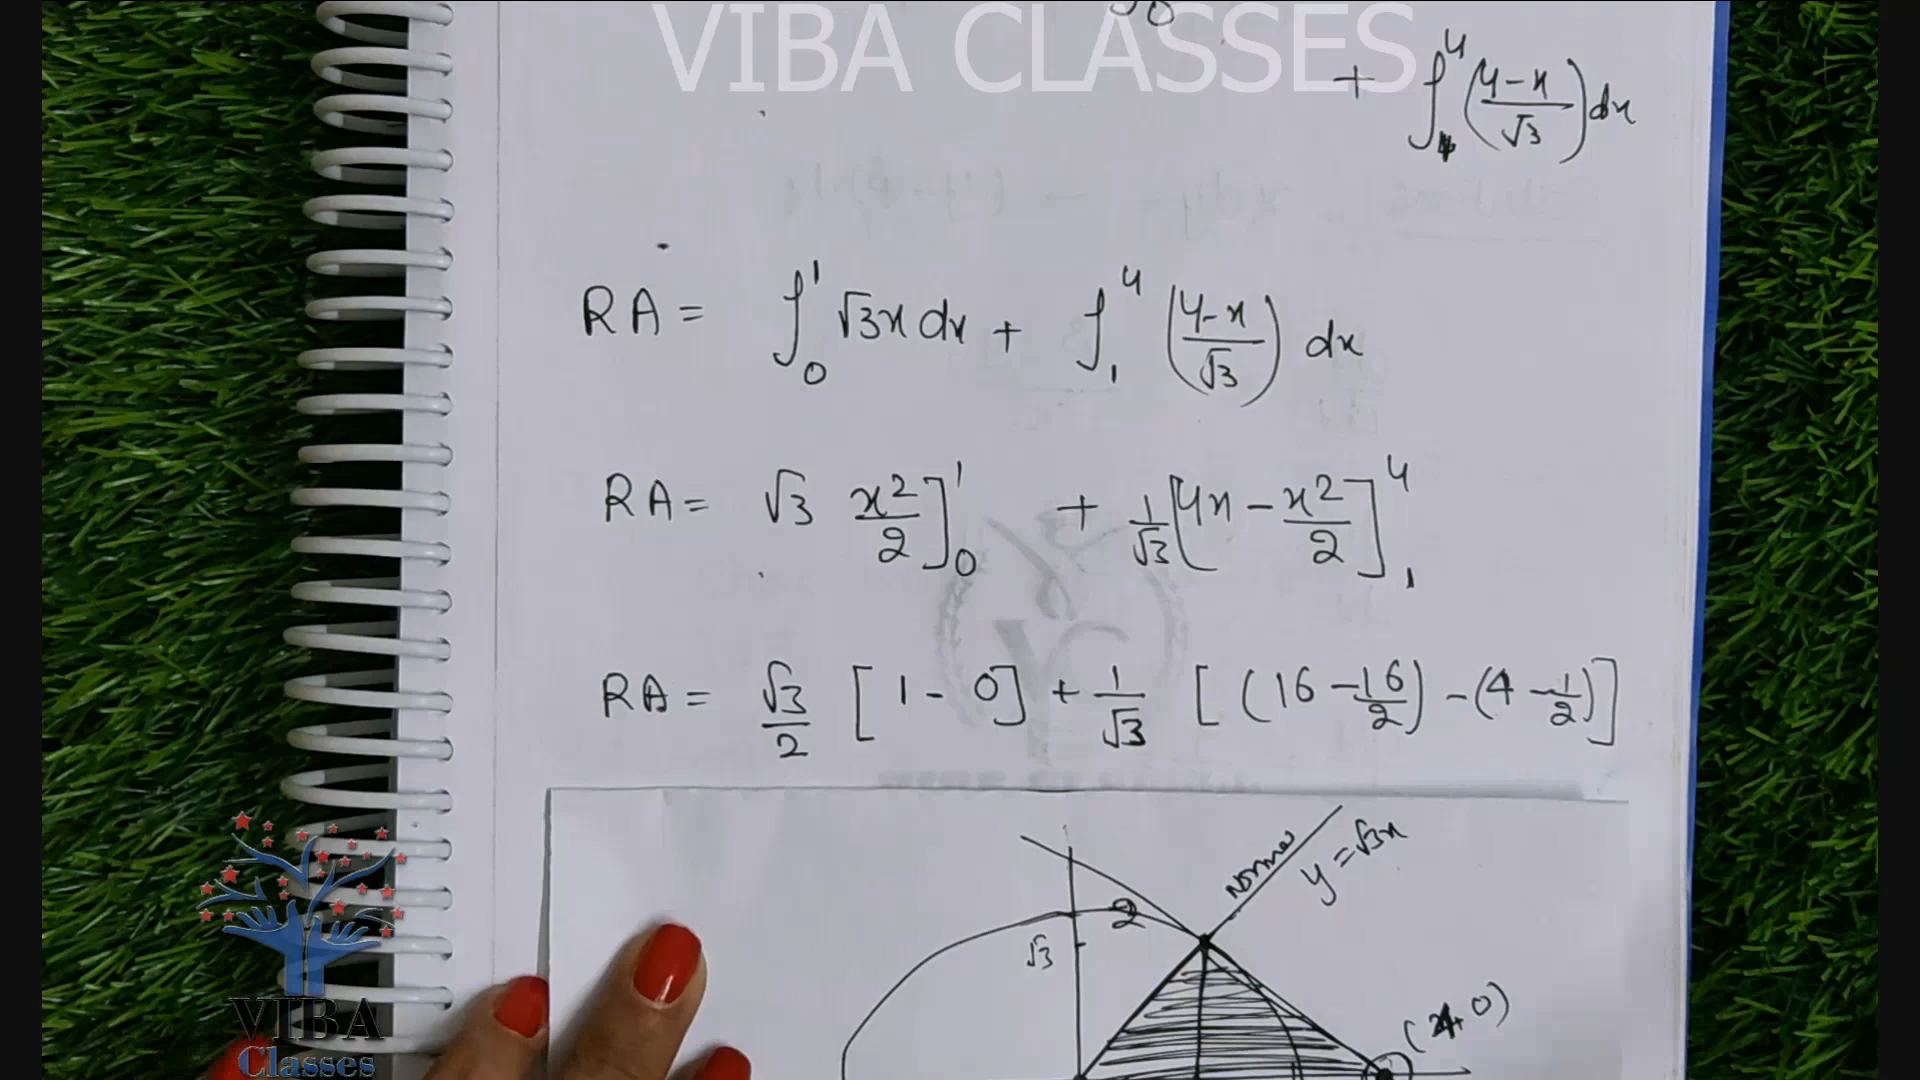 VIBA CLASSES
+ ∫₁⁴ ((4-x)/√3) dx
RA = ∫₀¹ √3x dx + ∫₁⁴ ((4-x)/√3) dx
RA = √3 x²/2]₀¹ + 1/√3 [4x - x²/2]₁⁴
RA = √3/2 [1 - 0] + 1/√3 [(16 - 16/2) - (4 - 1/2)]
y = √3x
2
√3
(4, 0)
VIBA
Classes